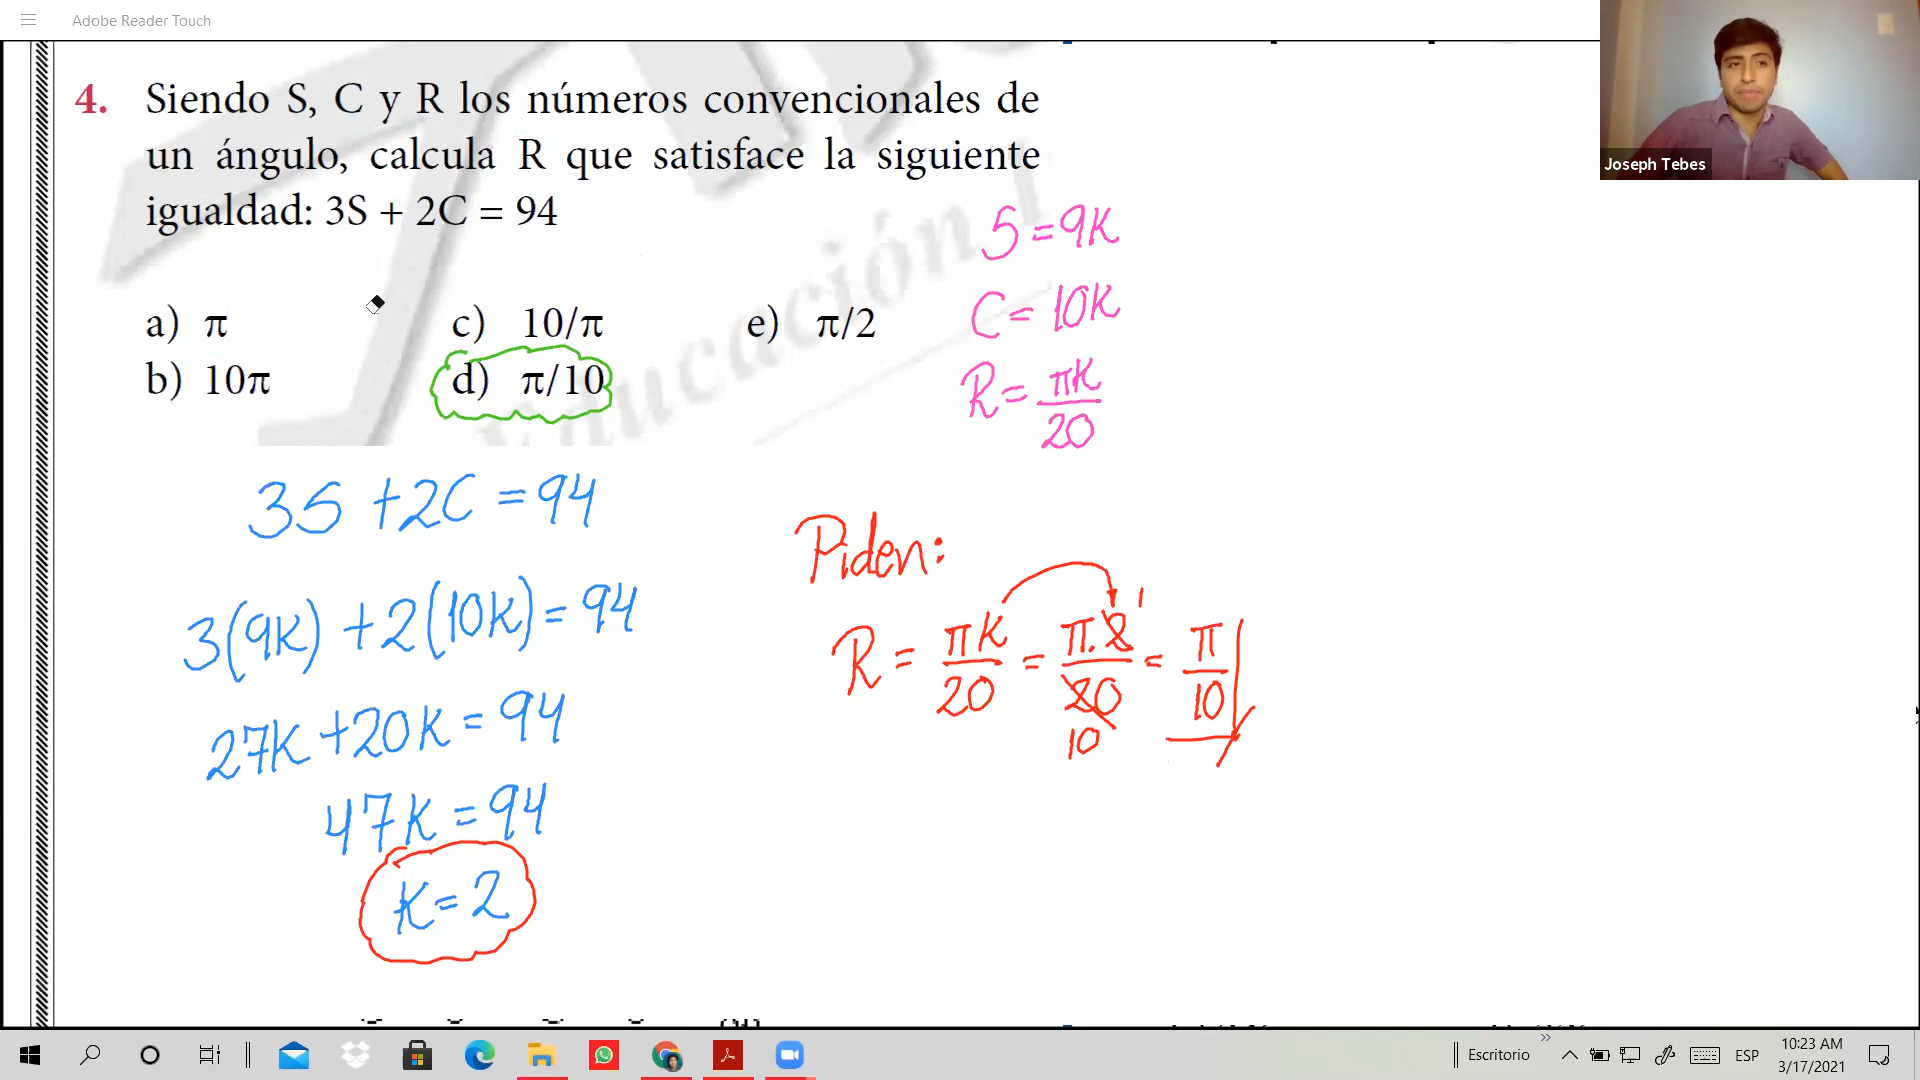 Adobe Reader Touch
Joseph Tebes
4. Siendo S, C y R los números convencionales de
un ángulo, calcula R que satisface la siguiente
igualdad: 3S + 2C = 94
a) π
c) 10/π
e) π/2
b) 10π
d) π/10
Educación
S = 9K
C = 10K
R = πK/20
3S + 2C = 94
3(9K) + 2(10K) = 94
27K + 20K = 94
47K = 94
K = 2
Piden:
R = πK/20 = π.2/20 = π/10
1
10
Escritorio
ESP
10:23 AM
3/17/2021